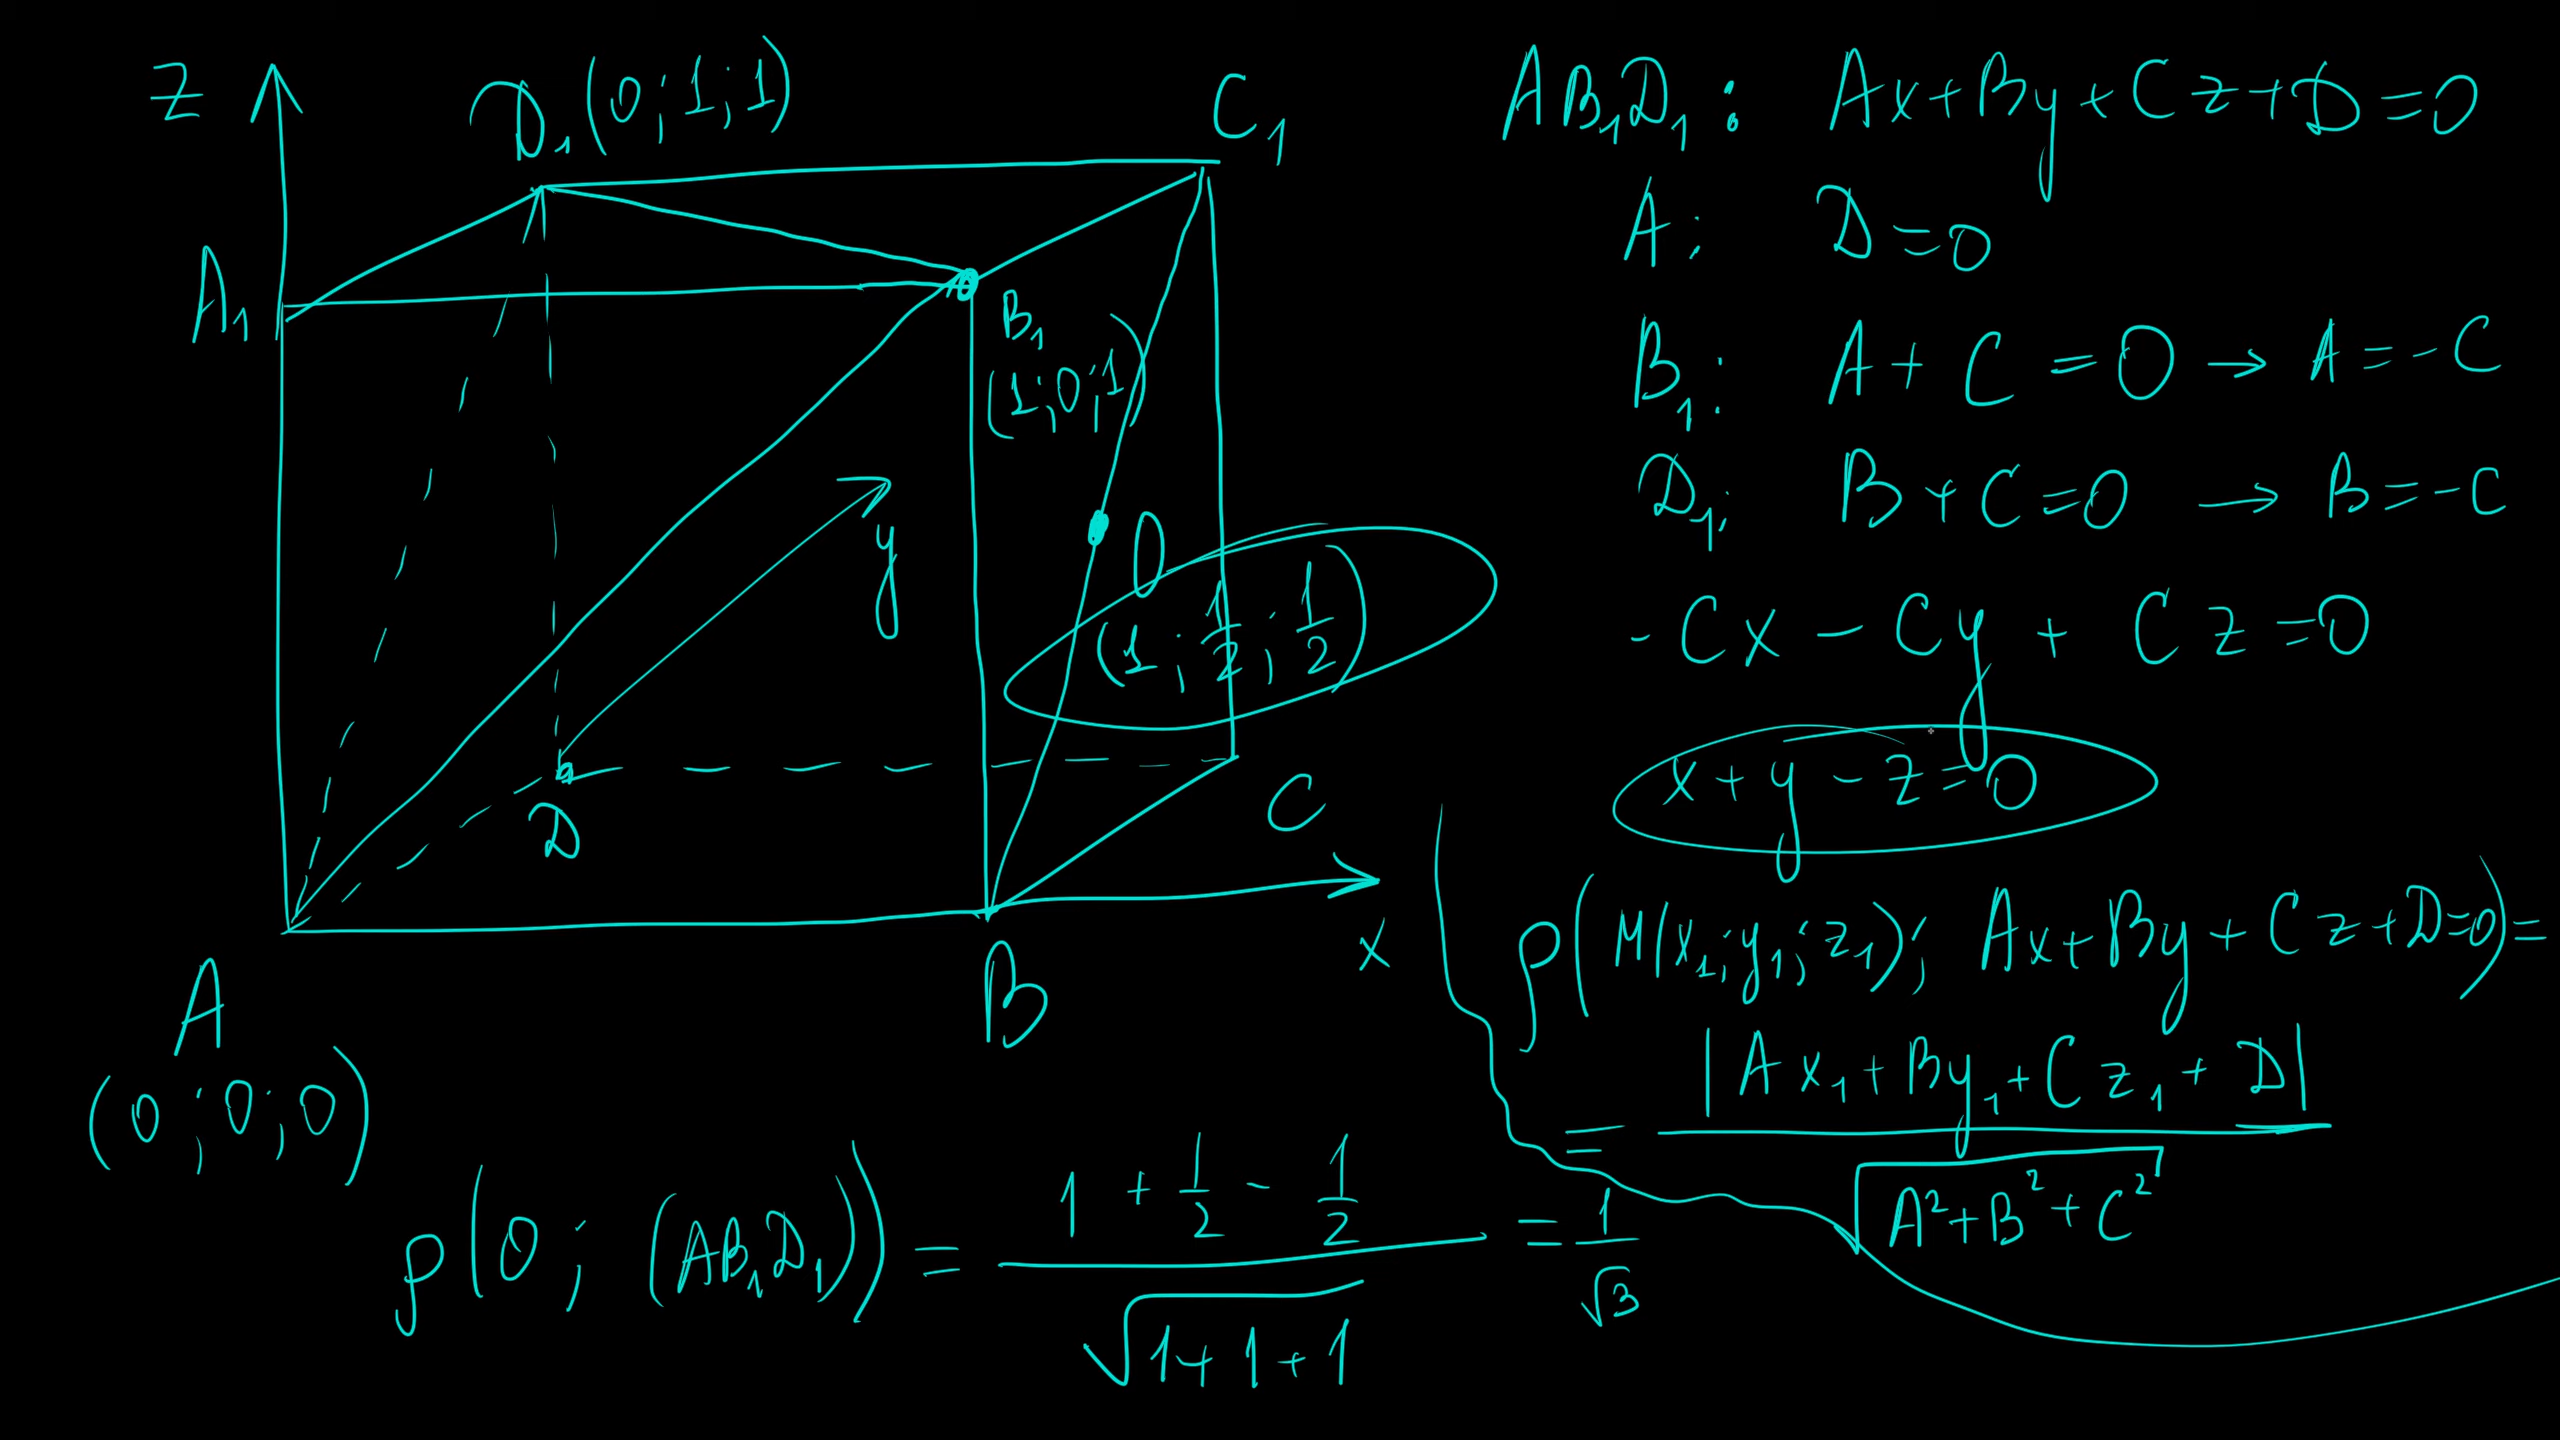 Z
D₁(0;1;1)
C₁
A₁
B₁
(1;0;1)
y
O
(1; 1/2; 1/2)
D
C
x
A
(0;0;0)
B
AB₁D₁: Ax+By+Cz+D=0
A: D=0
B₁: A+C=0 → A=-C
D₁: B+C=0 → B=-C
-Cx-Cy+Cz=0
x+y-z=0
ρ(M(x₁;y₁;z₁); Ax+By+Cz+D=0)=
= |Ax₁+By₁+Cz₁+D| / √(A²+B²+C²)
ρ(O; (AB₁D₁)) = (1 + 1/2 - 1/2) / √(1+1+1) = 1/√3